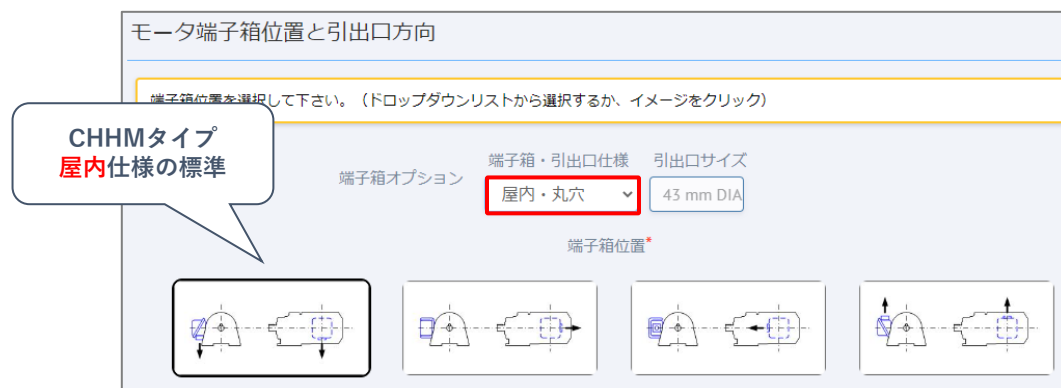 モータ端子箱位置と引出口方向
端子箱位置を選択して下さい。（ドロップダウンリストから選択するか、イメージをクリック）
CHHMタイプ
屋内仕様の標準
端子箱・引出口仕様 引出口サイズ
端子箱オプション 屋内・丸穴 43 mm DIA
端子箱位置*